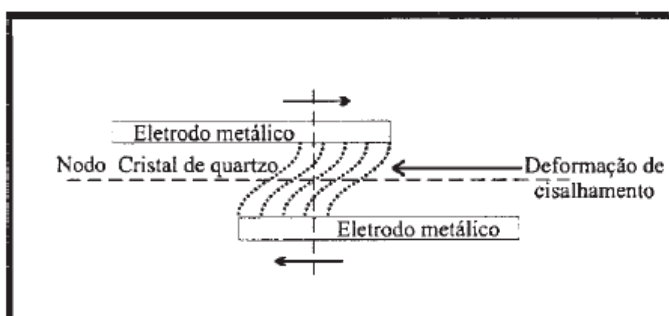 Eletrodo metálico
Nodo Cristal de quartzo
Deformação de
cisalhamento
Eletrodo metálico